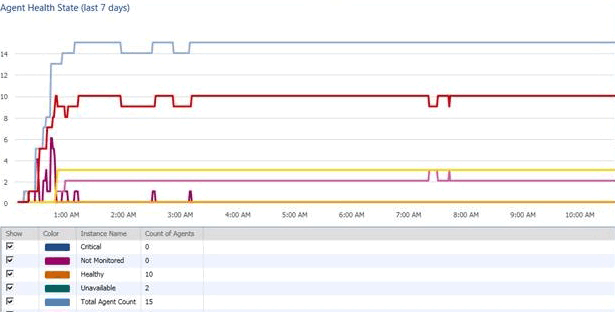 Agent Health State (last 7 days)
14
12
10
8
6
4
2
0
1:00 AM 2:00 AM 3:00 AM 4:00 AM 5:00 AM 6:00 AM 7:00 AM 8:00 AM 9:00 AM 10:00 AM
Show Color Instance Name Count of Agents
Critical 0
Not Monitored 0
Healthy 10
Unavailable 2
Total Agent Count 15